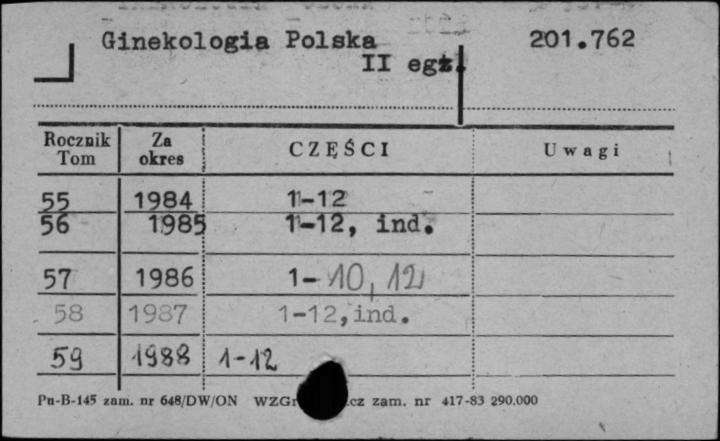 Ginekologia Polska 201.762
II egz.
Rocznik Tom Za okres CZĘŚCI Uwagi
55 1984 1-12
56 1985 1-12, ind.
57 1986 1-10, 12
58 1987 1-12, ind.
59 1988 1-12
Pu-B-145 zam. nr 648/DW/ON WZGr cz zam. nr 417-83 290.000